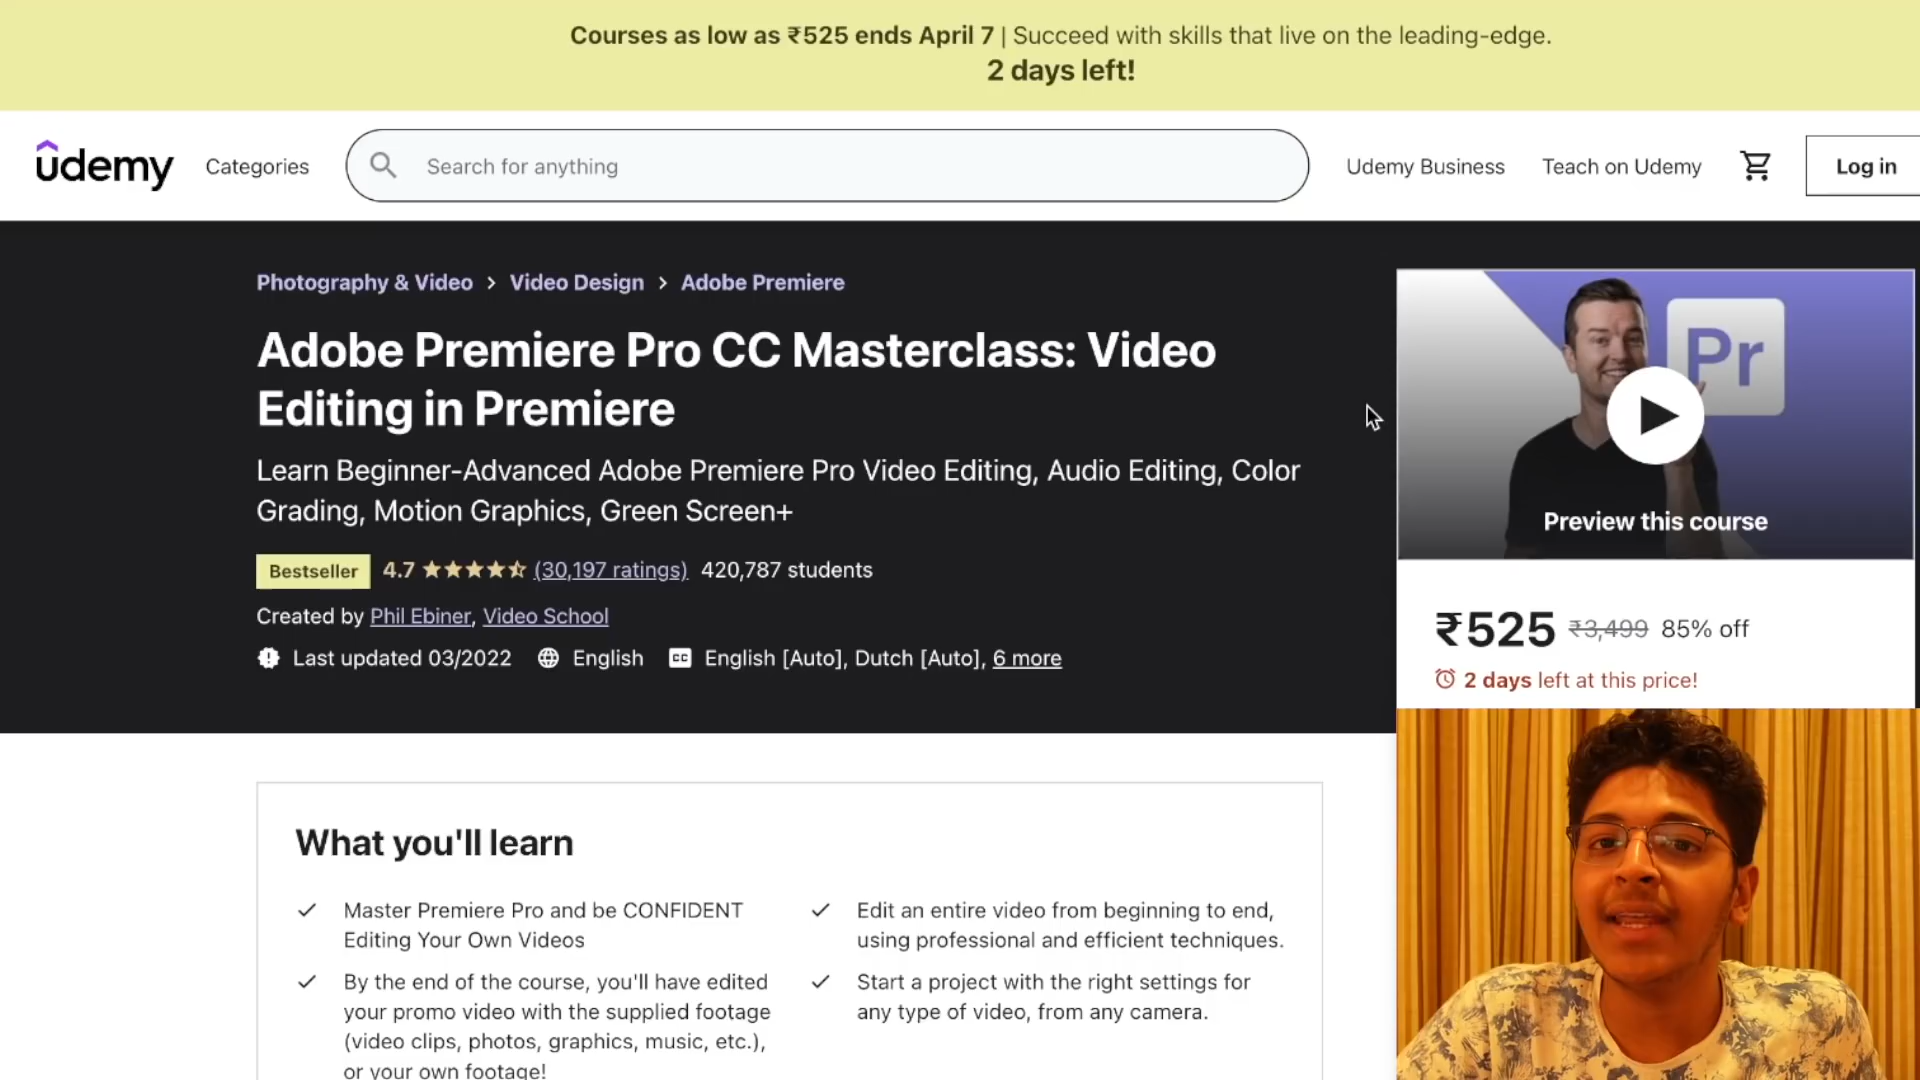 Courses as low as ₹525 ends April 7 | Succeed with skills that live on the leading-edge.
2 days left!
udemy
Categories
Search for anything
Udemy Business
Teach on Udemy
Log in
Photography & Video > Video Design > Adobe Premiere
Adobe Premiere Pro CC Masterclass: Video
Editing in Premiere
Learn Beginner-Advanced Adobe Premiere Pro Video Editing, Audio Editing, Color
Grading, Motion Graphics, Green Screen+
Bestseller 4.7 (30,197 ratings) 420,787 students
Created by Phil Ebiner, Video School
Last updated 03/2022 English CC English [Auto], Dutch [Auto], 6 more
Pr
Preview this course
₹525 ₹3,499 85% off
2 days left at this price!
What you'll learn
Master Premiere Pro and be CONFIDENT
Editing Your Own Videos
By the end of the course, you'll have edited
your promo video with the supplied footage
(video clips, photos, graphics, music, etc.),
or your own footage!
Edit an entire video from beginning to end,
using professional and efficient techniques.
Start a project with the right settings for
any type of video, from any camera.